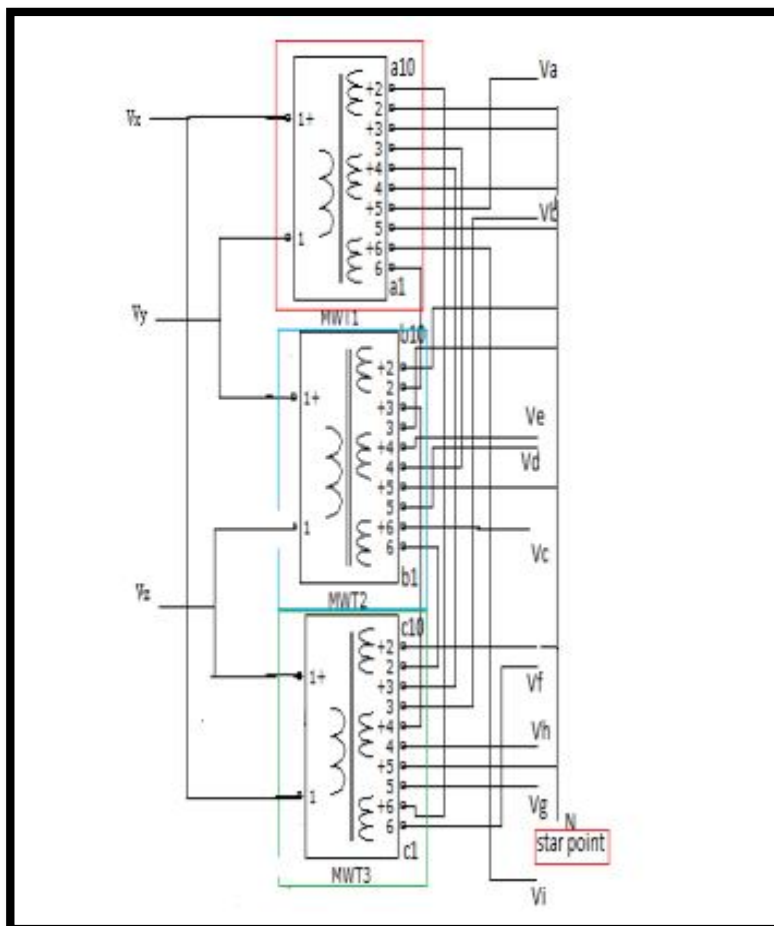 a10
Va
+2
2
Vx
1+
+3
3
+4
4
+5
Vb
5
1
+6
6
a1
MWT1
Vy
b10
+2
2
1+
+3
3
Ve
+4
4
Vd
+5
5
1
+6
Vc
6
b1
Vz
MWT2
c10
+2
2
1+
+3
Vf
3
+4
Vh
4
+5
5
1
Vg
+6
6
N
star point
c1
MWT3
Vi